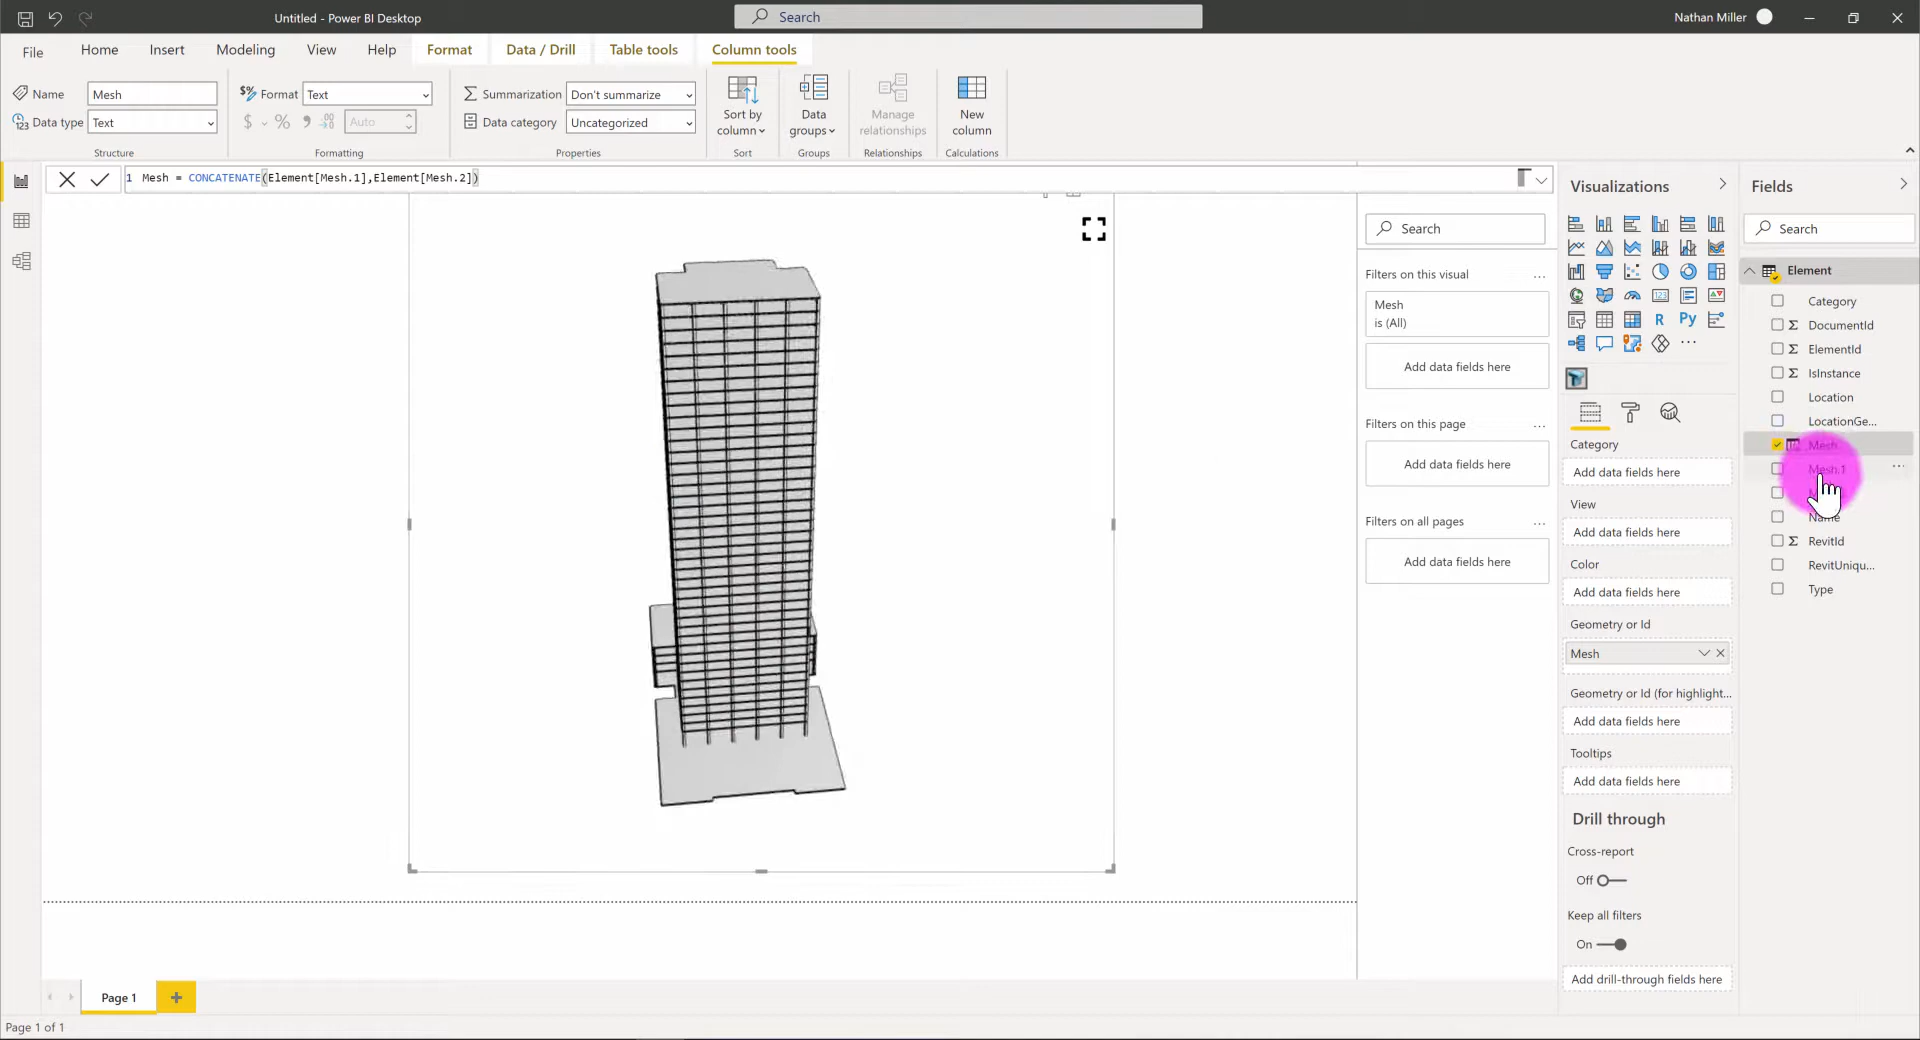 Untitled - Power BI Desktop
Search
Nathan Miller
File
Home
Insert
Modeling
View
Help
Format
Data / Drill
Table tools
Column tools
Name
Mesh
Data type
Text
Structure
$% Format
Text
$ % 9 .00
Auto
Formatting
Summarization
Don't summarize
Data category
Uncategorized
Properties
Sort by
column
Sort
Data
groups
Groups
Manage
relationships
Relationships
New
column
Calculations
1 Mesh = CONCATENATE(Element[Mesh.1],Element[Mesh.2])
Search
Filters on this visual ...
Mesh
is (All)
Add data fields here
Filters on this page ...
Add data fields here
Filters on all pages ...
Add data fields here
Visualizations
123
R
Py
...
Category
Add data fields here
View
Add data fields here
Color
Add data fields here
Geometry or Id
Mesh
Geometry or Id (for highlight...
Add data fields here
Tooltips
Add data fields here
Drill through
Cross-report
Off
Keep all filters
On
Add drill-through fields here
Fields
Search
Element
Category
Σ DocumentId
Σ ElementId
Σ IsInstance
Location
LocationGe...
Mesh
Mesh.1 ...
Name
Σ RevitId
RevitUniqu...
Type
Page 1
+
Page 1 of 1